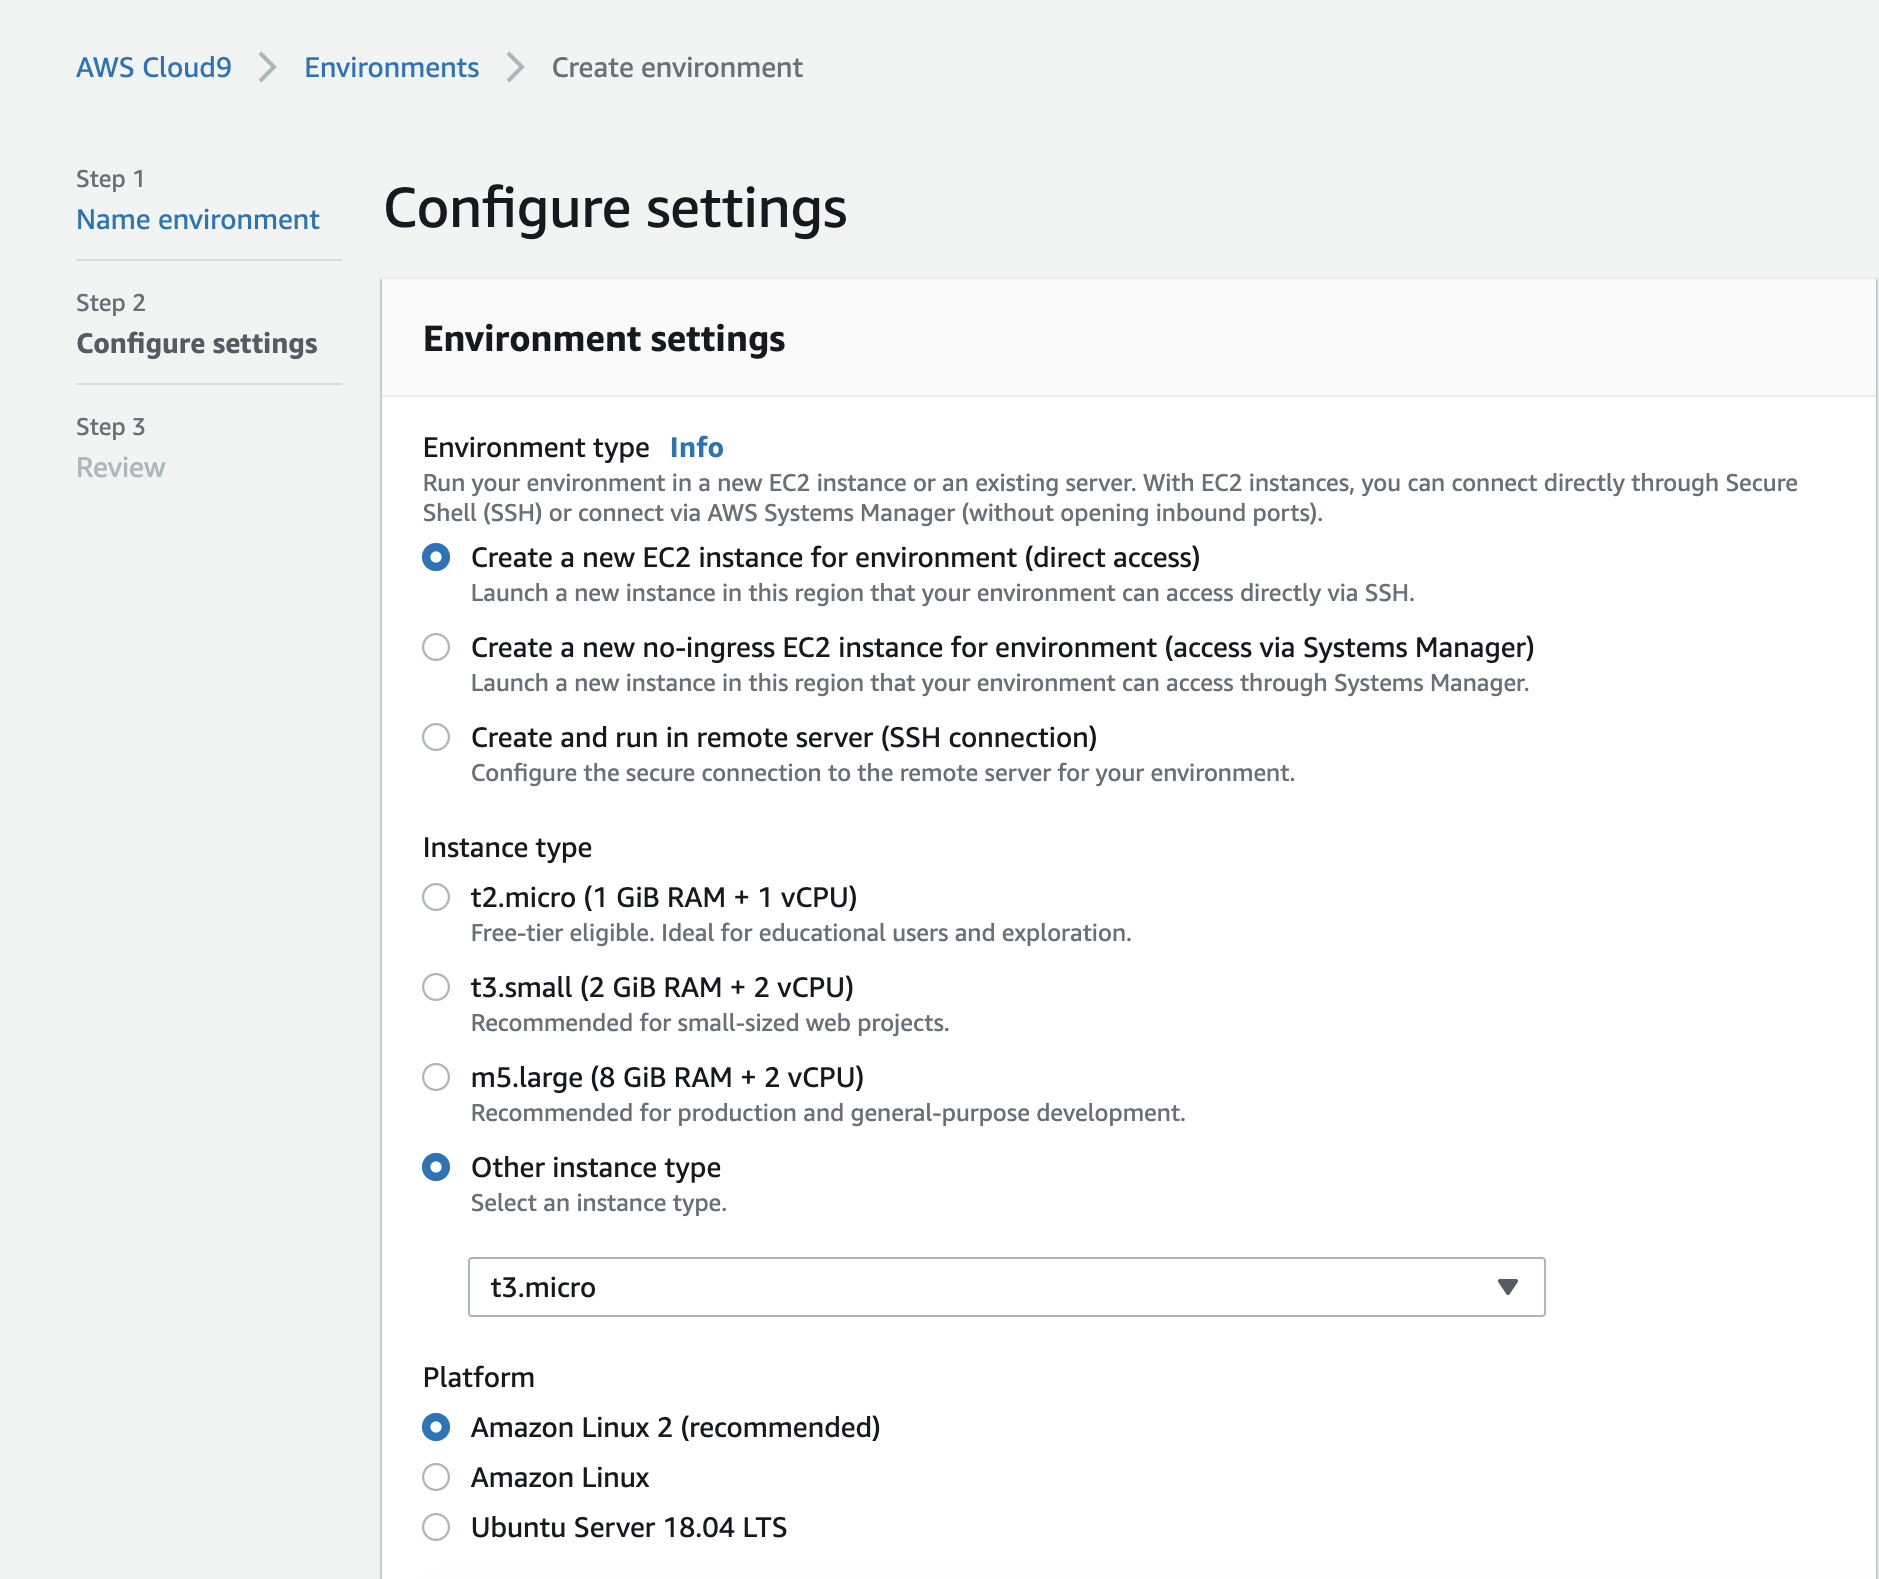 AWS Cloud9 > Environments > Create environment
Step 1
Name environment
Step 2
Configure settings
Step 3
Review
Configure settings
Environment settings
Environment type Info
Run your environment in a new EC2 instance or an existing server. With EC2 instances, you can connect directly through Secure
Shell (SSH) or connect via AWS Systems Manager (without opening inbound ports).
Create a new EC2 instance for environment (direct access)
Launch a new instance in this region that your environment can access directly via SSH.
Create a new no-ingress EC2 instance for environment (access via Systems Manager)
Launch a new instance in this region that your environment can access through Systems Manager.
Create and run in remote server (SSH connection)
Configure the secure connection to the remote server for your environment.
Instance type
t2.micro (1 GiB RAM + 1 vCPU)
Free-tier eligible. Ideal for educational users and exploration.
t3.small (2 GiB RAM + 2 vCPU)
Recommended for small-sized web projects.
m5.large (8 GiB RAM + 2 vCPU)
Recommended for production and general-purpose development.
Other instance type
Select an instance type.
t3.micro
Platform
Amazon Linux 2 (recommended)
Amazon Linux
Ubuntu Server 18.04 LTS